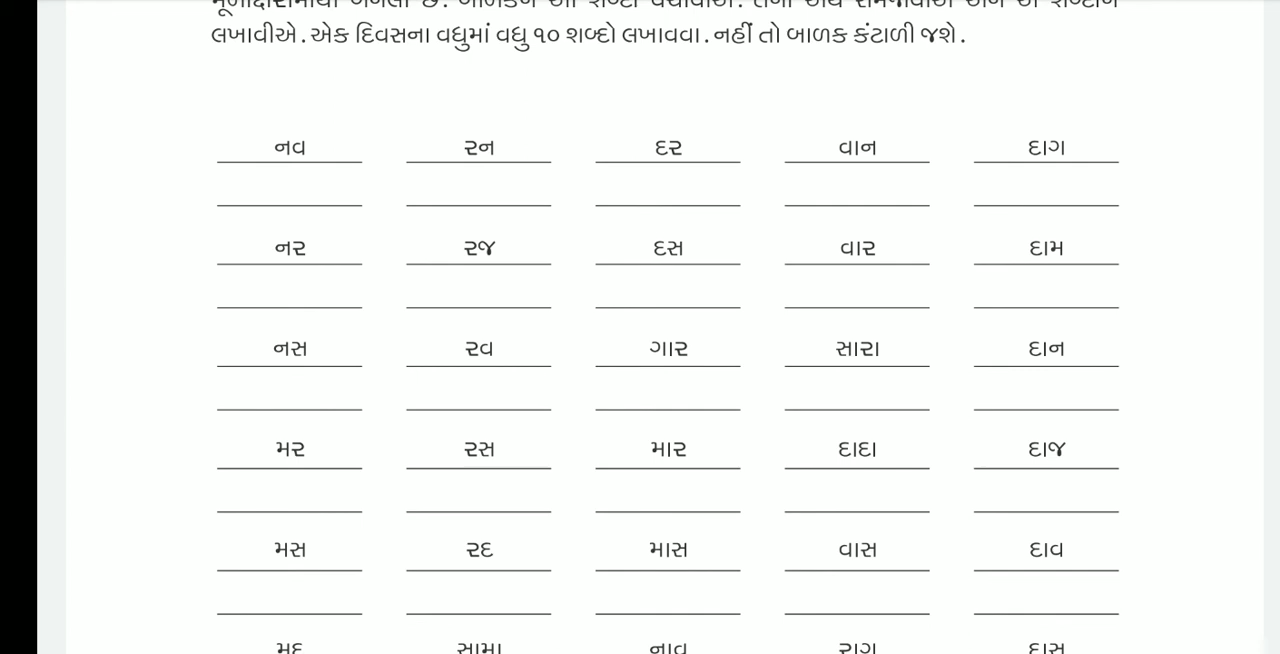 લખાવીએ. એક દિવસના વધુમાં વધુ ૧૦ શબ્દો લખાવવા. નહીં તો બાળક કંટાળી જશે.
નવ રન દર વાન દાગ
નર રજ દસ વાર દામ
નસ રવ ગાર સારા દાન
મર રસ માર દાદા દાજ
મસ રદ માસ વાસ દાવ
મદ સામા નાવ રાગ દાસ